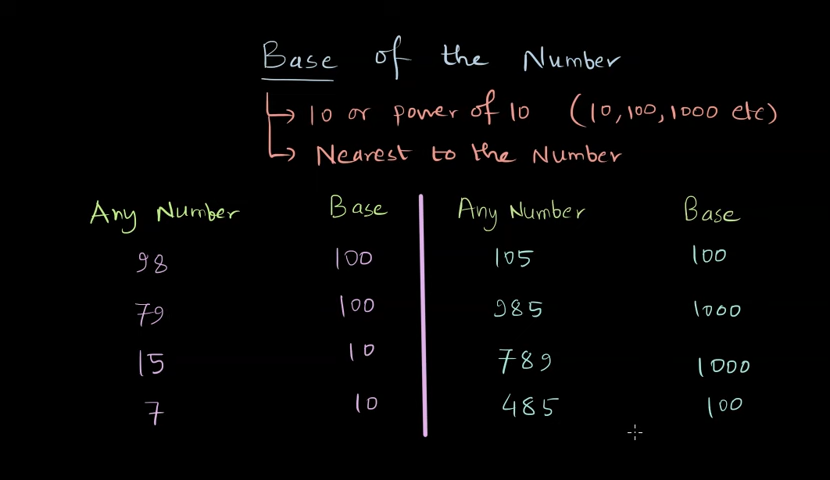 Base of the Number
10 or power of 10 (10, 100, 1000 etc)
Nearest to the Number
Any Number Base Any Number Base
98 100 105 100
79 100 985 1000
15 10 789 1000
7 10 485 100